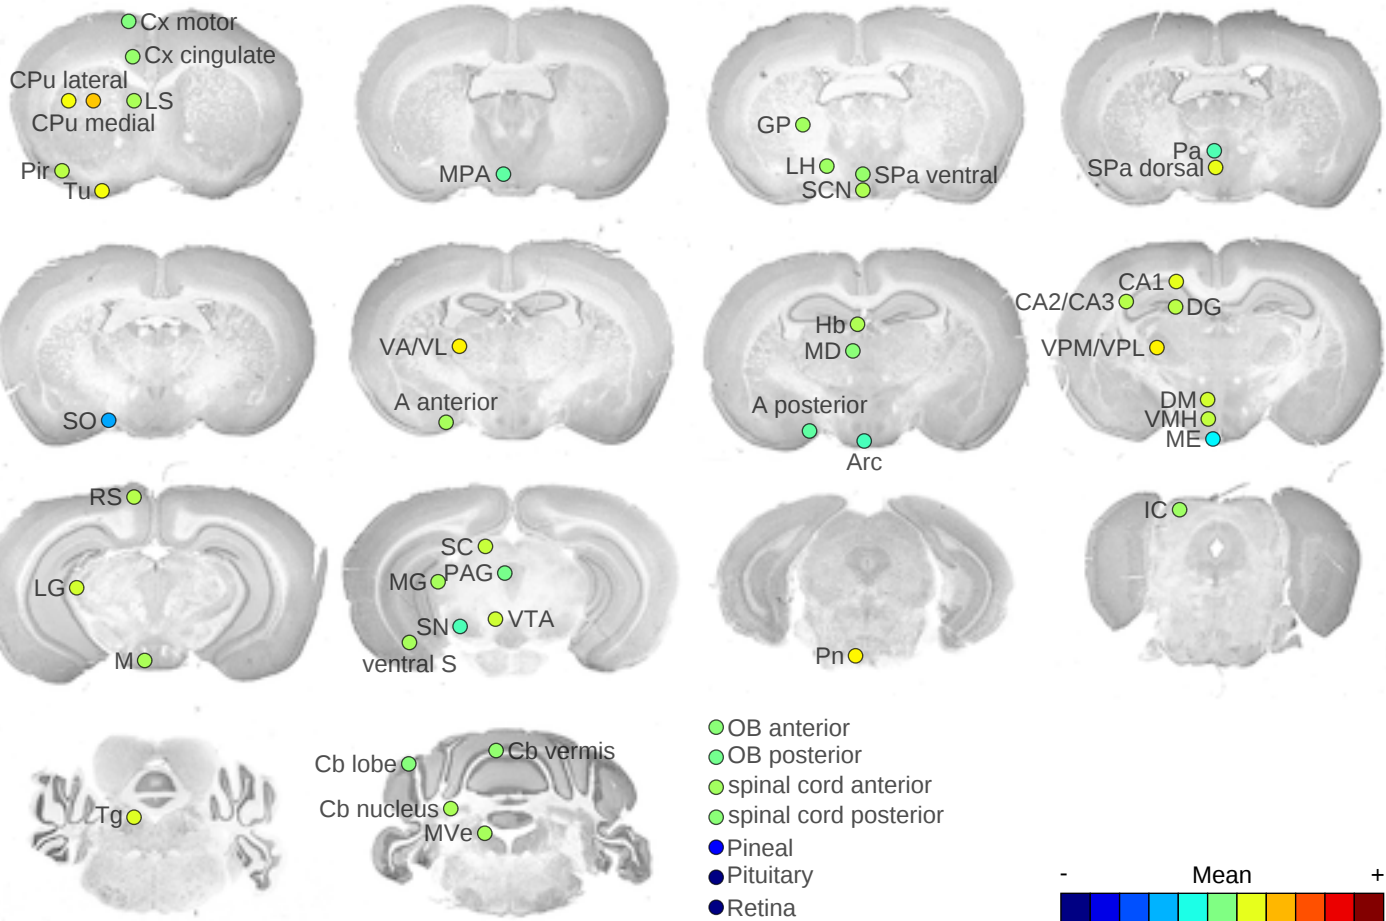 Cx motor
Cx cingulate
CPu lateral
LS
CPu medial
Pir
Tu
MPA
GP
LH
SPa ventral
SCN
Pa
SPa dorsal
SO
VA/VL
A anterior
Hb
MD
A posterior
Arc
CA1
CA2/CA3
DG
VPM/VPL
DM
VMH
ME
RS
LG
M
SC
PAG
MG
VTA
SN
ventral S
Pn
IC
Tg
Cb vermis
Cb lobe
Cb nucleus
MVe
OB anterior
OB posterior
spinal cord anterior
spinal cord posterior
Pineal
Pituitary
Retina
- Mean +